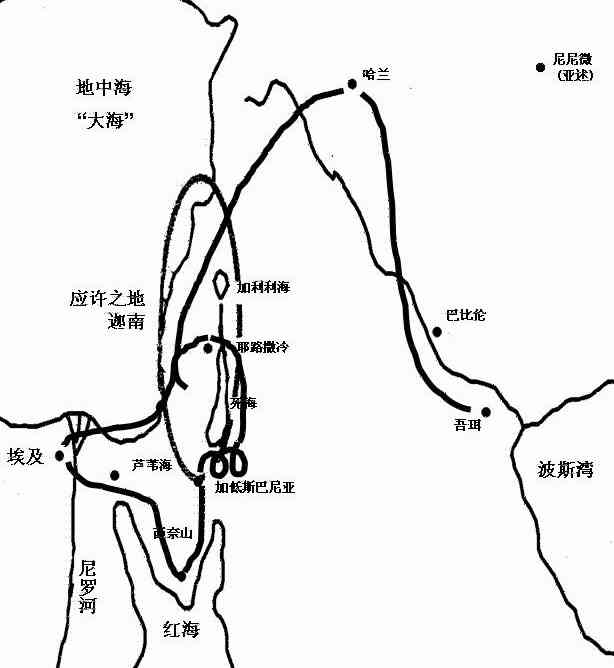 尼尼微
(亚述)
哈兰
地中海
“大海”
加利利海
应许之地
迦南
巴比伦
耶路撒冷
死海
吾珥
埃及
芦苇海
波斯湾
加低斯巴尼亚
西奈山
尼罗河
红海